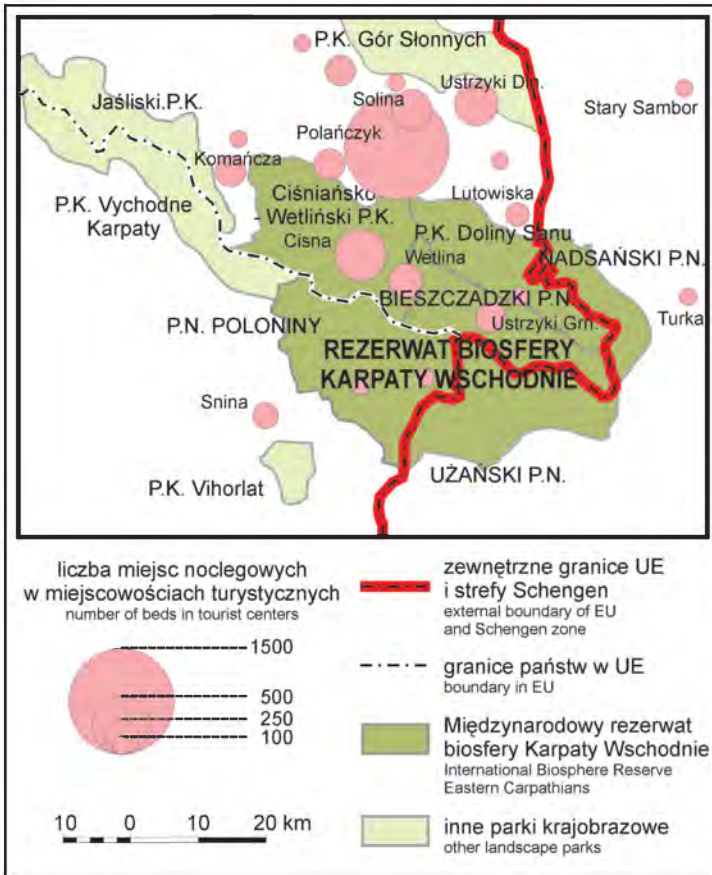 P.K. Gór Słonnych
Jaśliski.P.K.
Solina
Ustrzyki Dln.
Stary Sambor
Polańczyk
Komańcza
P.K. Vychodne
Karpaty
Ciśniańsko
- Wetliński P.K.
Lutowiska
P.K. Doliny Sanu
Cisna
Wetlina
NADSAŃSKI P.N.
BIESZCZADZKI P.N.
P.N. POLONINY
Ustrzyki Grn.
Turka
REZERWAT BIOSFERY
KARPATY WSCHODNIE
Snina
P.K. Vihorlat
UŻAŃSKI P.N.
liczba miejsc noclegowych
w miejscowościach turystycznych
number of beds in tourist centers
1500
500
250
100
10 0 10 20 km
zewnętrzne granice UE
i strefy Schengen
external boundary of EU
and Schengen zone
granice państw w UE
boundary in EU
Międzynarodowy rezerwat
biosfery Karpaty Wschodnie
International Biosphere Reserve
Eastern Carpathians
inne parki krajobrazowe
other landscape parks